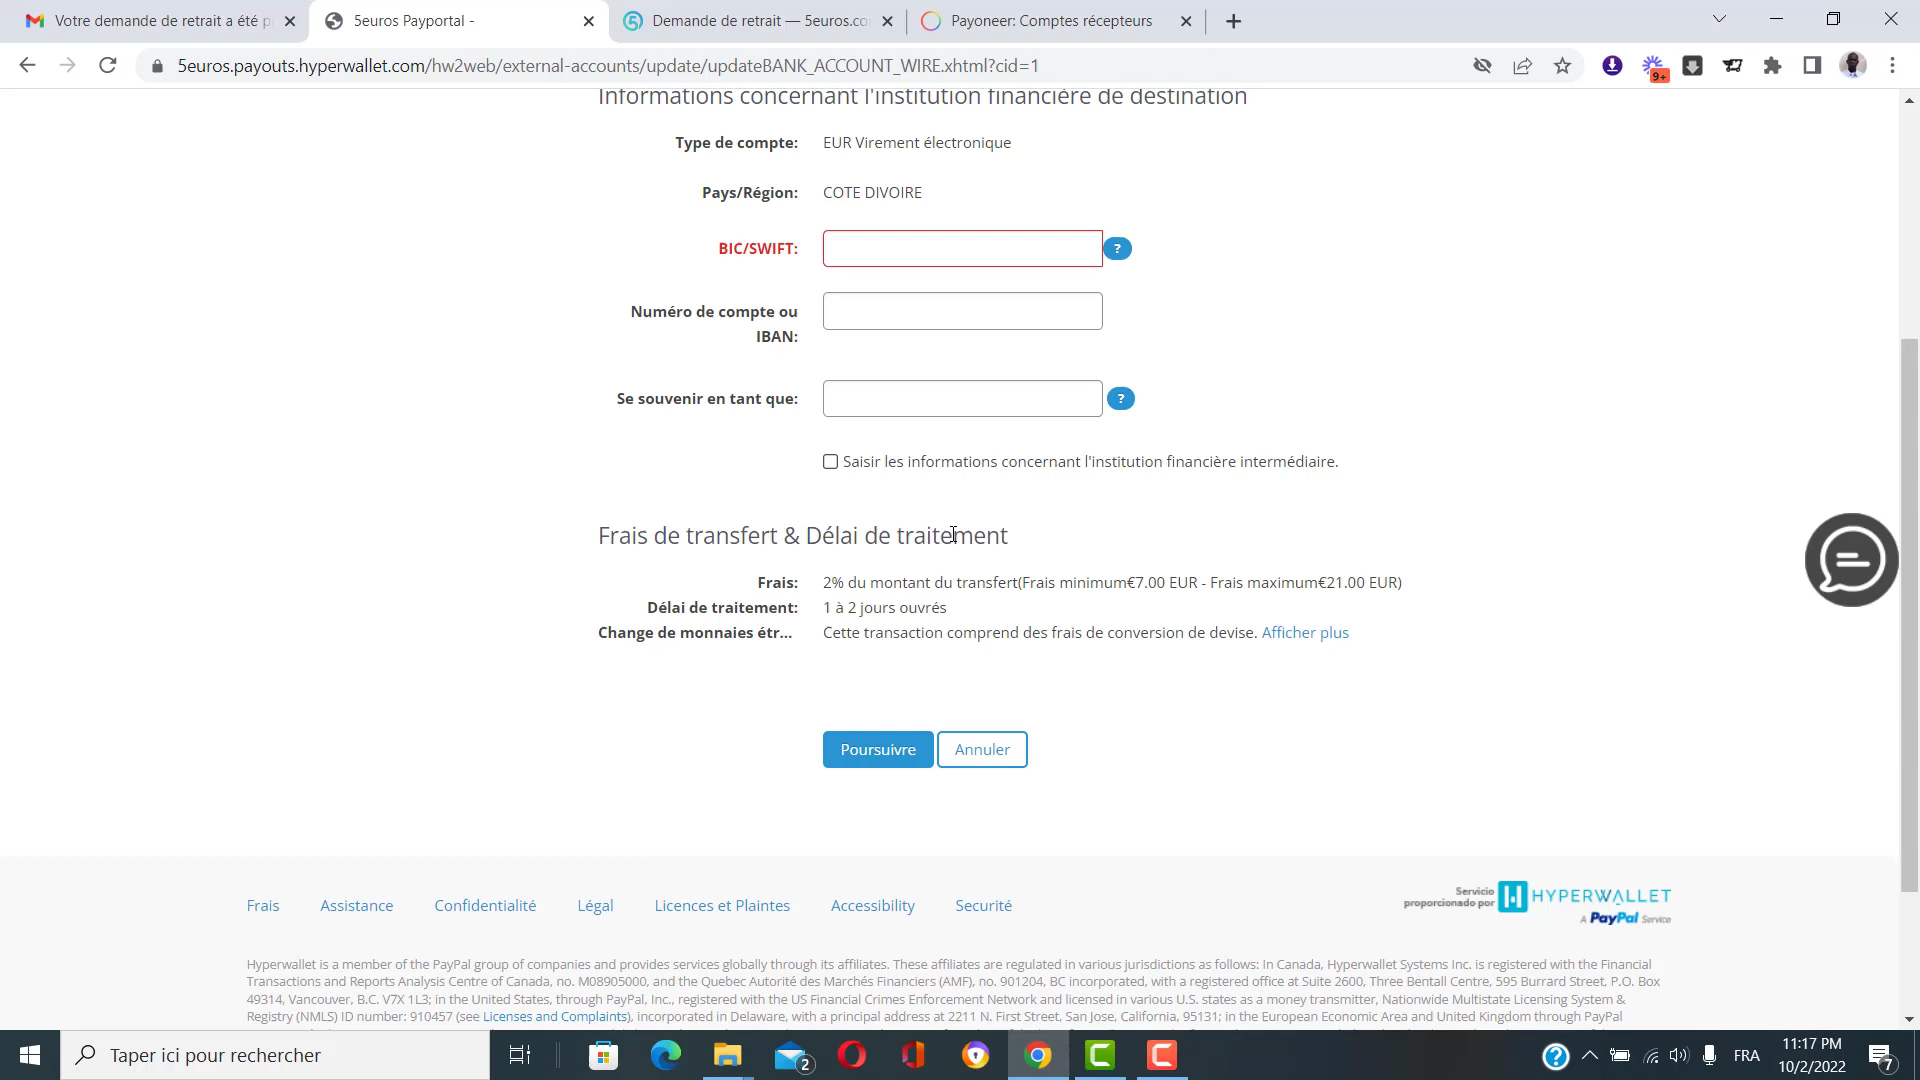 Votre demande de retrait a été p
5euros Payportal -
Demande de retrait — 5euros.co
Payoneer: Comptes récepteurs
5euros.payouts.hyperwallet.com/hw2web/external-accounts/update/updateBANK_ACCOUNT_WIRE.xhtml?cid=1
9+
Informations concernant l'institution financière de destination
Type de compte: EUR Virement électronique
Pays/Région: COTE DIVOIRE
BIC/SWIFT: ?
Numéro de compte ou
IBAN:
Se souvenir en tant que: ?
Saisir les informations concernant l'institution financière intermédiaire.
Frais de transfert & Délai de traitement
Frais: 2% du montant du transfert(Frais minimum€7.00 EUR - Frais maximum€21.00 EUR)
Délai de traitement: 1 à 2 jours ouvrés
Change de monnaies étr... Cette transaction comprend des frais de conversion de devise. Afficher plus
Poursuivre Annuler
Frais Assistance Confidentialité Légal Licences et Plaintes Accessibility Securité
Servicio
proporcionado por HYPERWALLET
A PayPal Service
Hyperwallet is a member of the PayPal group of companies and provides services globally through its affiliates. These affiliates are regulated in various jurisdictions as follows: In Canada, Hyperwallet Systems Inc. is registered with the Financial
Transactions and Reports Analysis Centre of Canada, no. M08905000, and the Quebec Autorité des Marchés Financiers (AMF), no. 901204, BC incorporated, with a registered office at Suite 2600, Three Bentall Centre, 595 Burrard Street, P.O. Box
49314, Vancouver, B.C. V7X 1L3; in the United States, through PayPal, Inc., registered with the US Financial Crimes Enforcement Network and licensed in various U.S. states as a money transmitter, Nationwide Multistate Licensing System &
Registry (NMLS) ID number: 910457 (see Licenses and Complaints), incorporated in Delaware, with a principal address at 2211 N. First Street, San Jose, California, 95131; in the European Economic Area and United Kingdom through PayPal
Taper ici pour rechercher
2
FRA
11:17 PM
10/2/2022
7